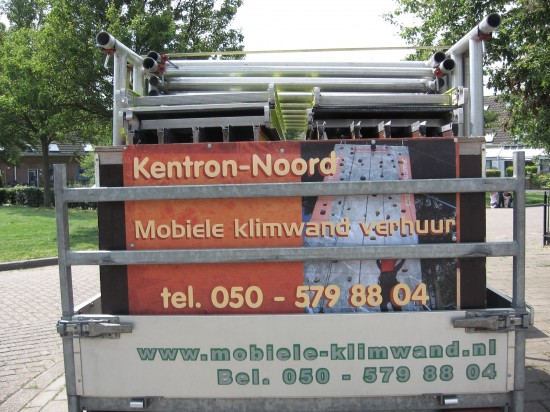 Kentron-Noord
Mobiele klimwand verhuur
tel. 050 - 579 88 04
www.mobiele-klimwand.nl
Bel. 050 - 579 88 04